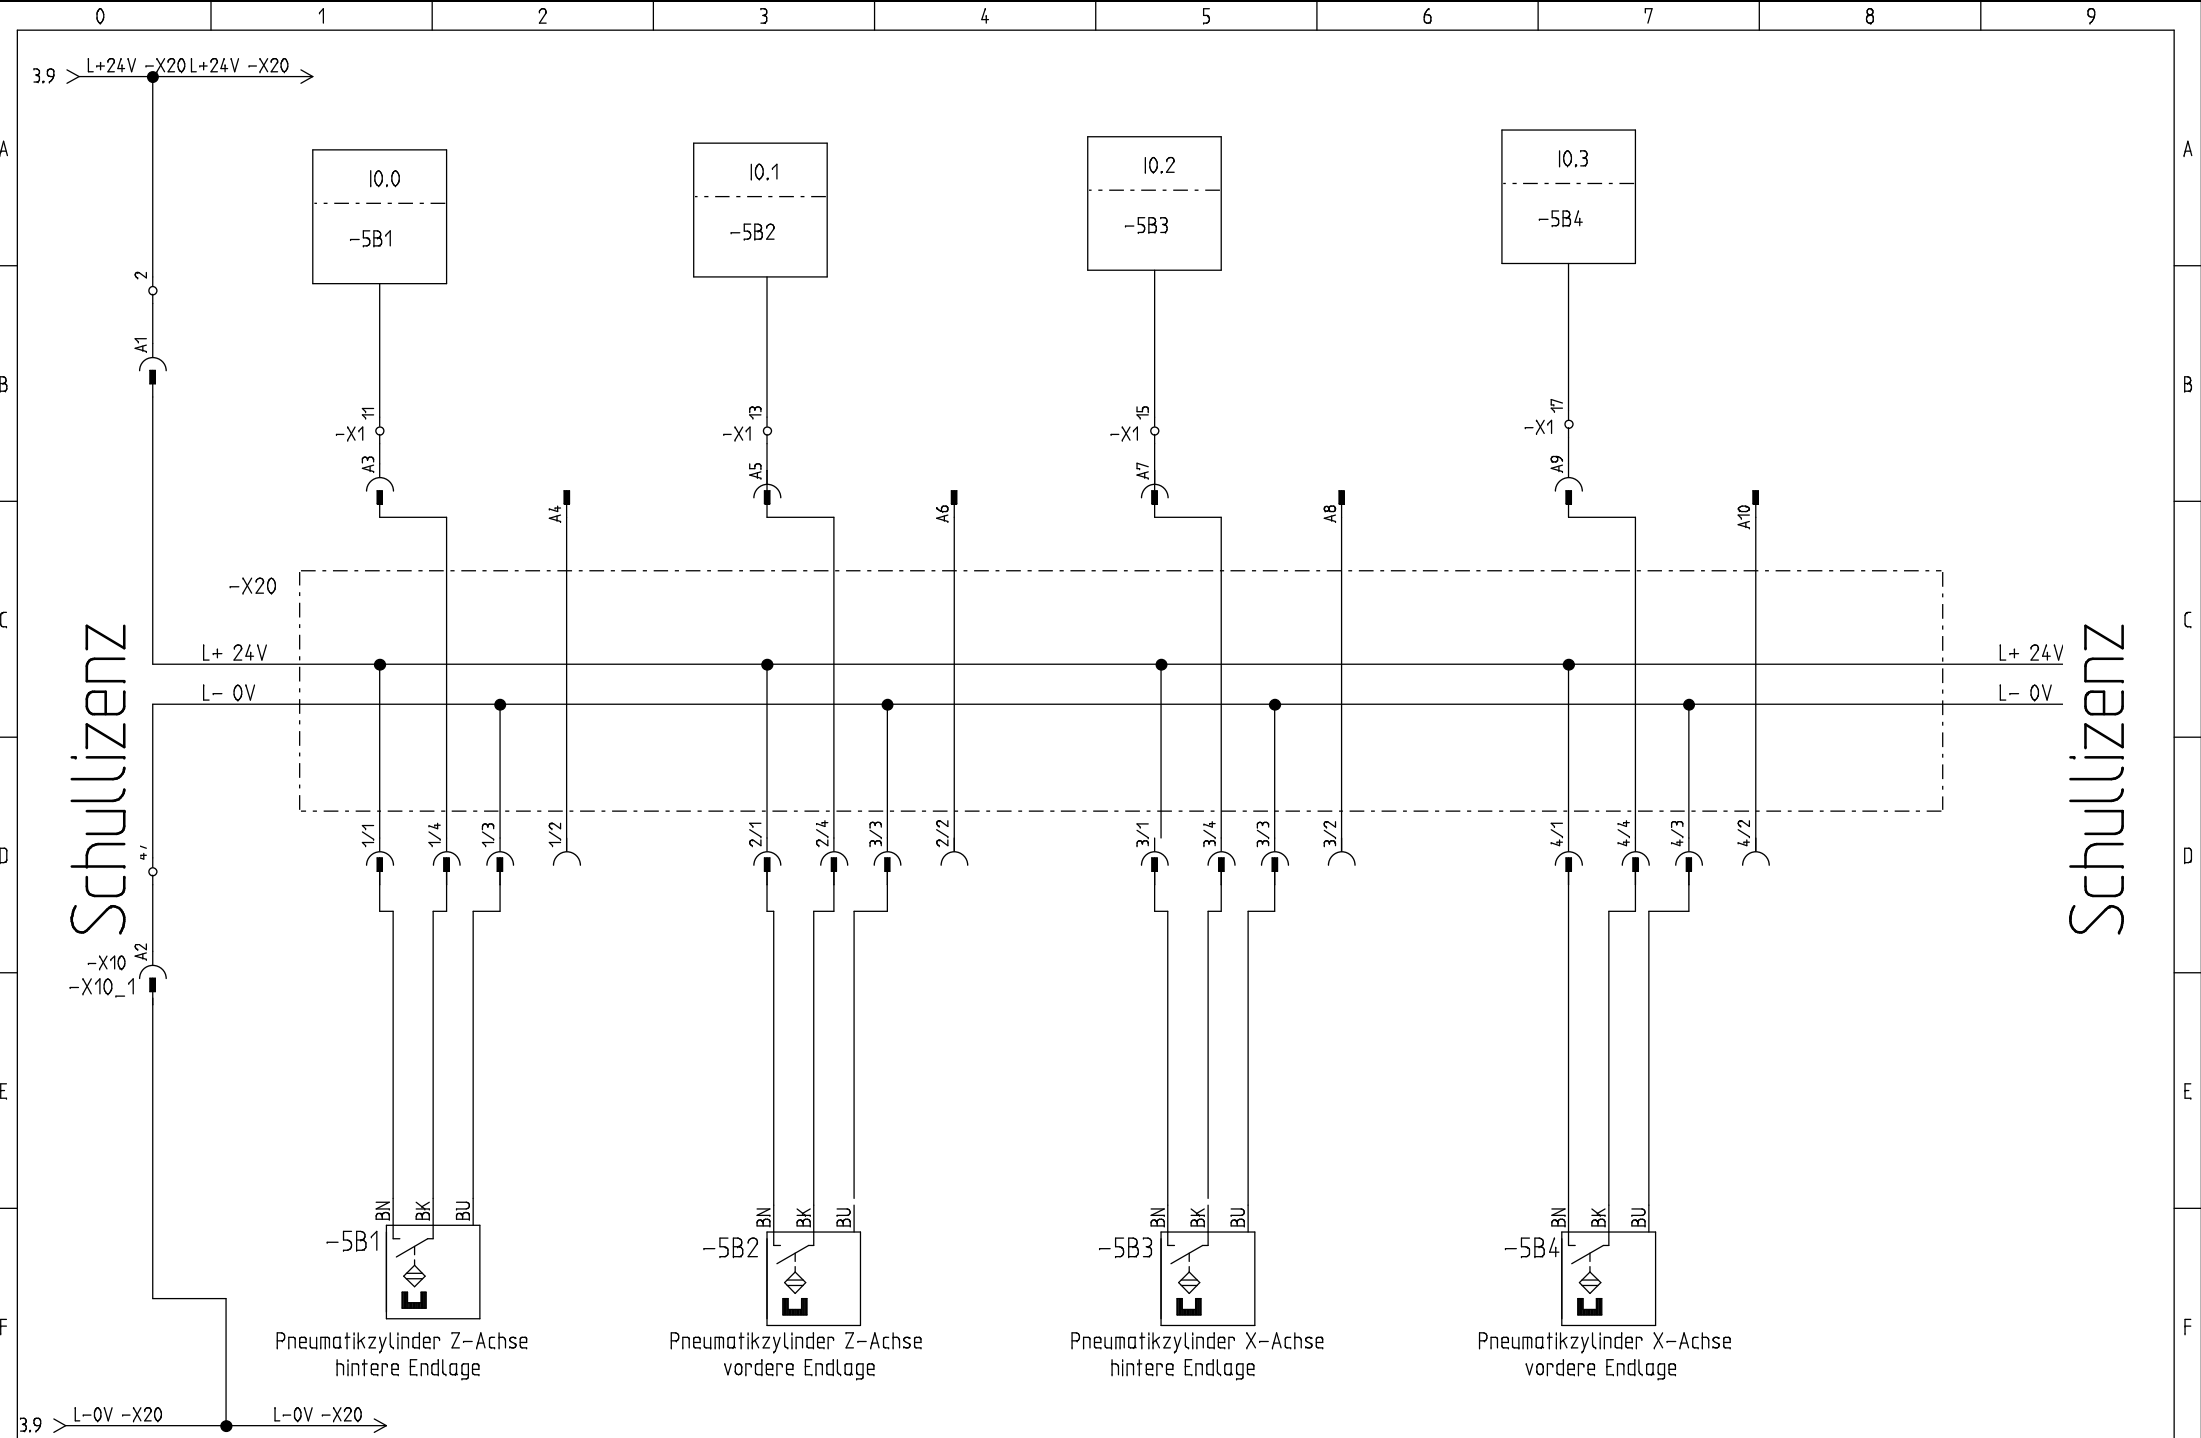 0 1 2 3 4 5 6 7 8 9
3.9 L+24V -X20 L+24V -X20
A A
I0.0 I0.1 I0.2 I0.3
-5B1 -5B2 -5B3 -5B4
2
A1
B B
11 13 15 17
-X1 -X1 -X1 -X1
A3 A5 A7 A9
A4 A6 A8 A10
-X20
C C
L+ 24V L+ 24V
L- 0V L- 0V
Schullizenz Schullizenz
1/1 1/4 1/3 1/2 2/1 2/4 3/3 2/2 3/1 3/4 3/3 3/2 4/1 4/4 4/3 4/2
D D
A2
-X10
-X10_1
E E
BN BK BU BN BK BU BN BK BU BN BK BU
-5B1 -5B2 -5B3 -5B4
F F
Pneumatikzylinder Z-Achse Pneumatikzylinder Z-Achse Pneumatikzylinder X-Achse Pneumatikzylinder X-Achse
hintere Endlage vordere Endlage hintere Endlage vordere Endlage
3.9 L-0V -X20 L-0V -X20